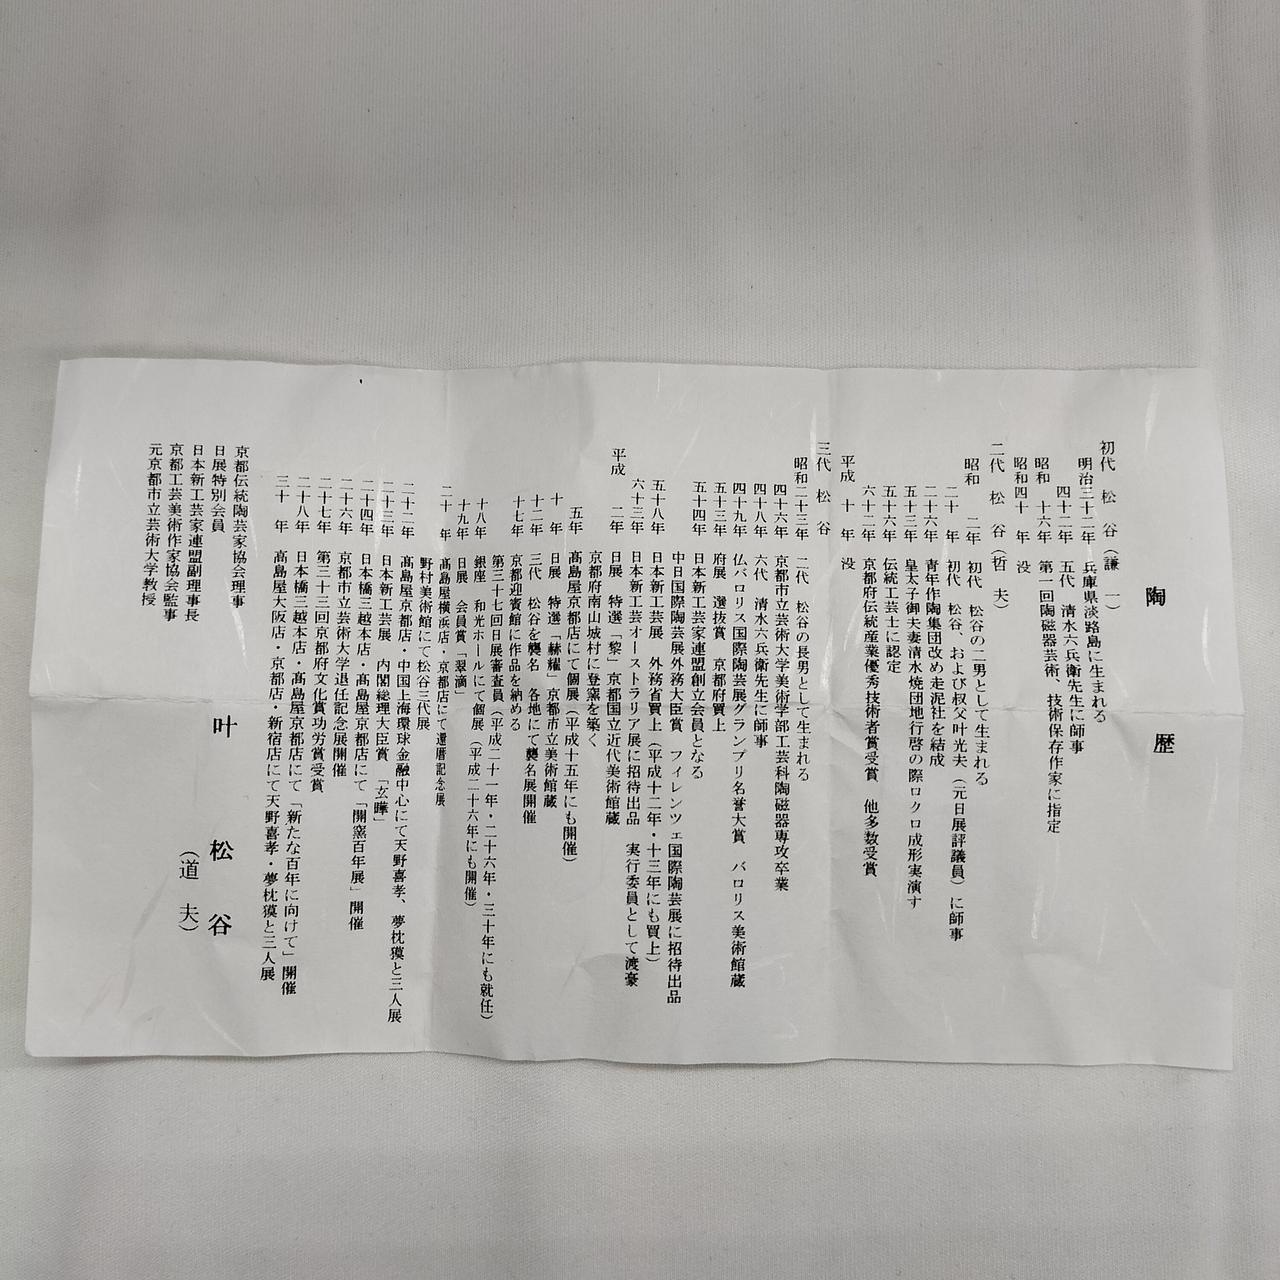 陶歴
初代 松谷(謙一)
明治三十二年 兵庫県淡路島に生まれる
四十二年 五代 清水六兵衛先生に師事
昭和 十六年 第一回陶磁器芸術、技術保存作家に指定
昭和四十年 没
二代 松谷(哲夫)
昭和 二年 初代 松谷の二男として生まれる
二十年 初代 松谷、および叔父叶光夫(元日展評議員)に師事
二十六年 青年作陶集団改め走泥社を結成
五十三年 皇太子御夫妻清水焼団地行啓の際ロクロ成形実演す
五十六年 伝統工芸士に認定
六十二年 京都府伝統産業優秀技術者賞受賞 他多数受賞
平成 十年 没
三代 松谷
昭和二十三年 二代 松谷の長男として生まれる
四十六年 京都市立芸術大学美術学部工芸科陶磁器専攻卒業
四十八年 六代 清水六兵衛先生に師事
四十九年 仏バロリス国際陶芸展グランプリ名誉大賞 バロリス美術館蔵
五十三年 府展 選抜賞 京都府買上
五十四年 日本新工芸家連盟創立会員となる
中日国際陶芸展外務大臣賞 フィレンツェ国際陶芸展に招待出品
五十八年 日本新工芸展 外務省買上(平成十二年・十三年にも買上)
六十三年 日本新工芸オーストラリア展に招待出品 実行委員として渡豪
平成 二年 日展 特選「黎」京都国立近代美術館蔵
京都府南山城村に登窯を築く
五年 髙島屋京都店にて個展(平成十五年にも開催)
十年 日展 特選「赫耀」京都市立美術館蔵
十二年 三代 松谷を襲名 各地にて襲名展開催
十七年 京都迎賓館に作品を納める
第三十七回日展審査員(平成二十一年・二十六年・三十年にも就任)
十八年 銀座 和光ホールにて個展(平成二十六年にも開催)
十九年 日展 会員賞「翠滴」
二十年 髙島屋横浜店・京都店にて還暦記念展
野村美術館にて松谷三代展
二十二年 髙島屋京都店・中国上海環球金融中心にて天野喜孝、夢枕獏と三人展
二十三年 日本新工芸展 内閣総理大臣賞 「玄曄」
二十四年 日本橋三越本店・髙島屋京都店にて「開窯百年展」開催
二十六年 京都市立芸術大学退任記念展開催
二十七年 第三十三回京都府文化賞功労賞受賞
二十八年 日本橋三越本店・髙島屋京都店にて「新たな百年に向けて」開催
三十年 髙島屋大阪店・京都店・新宿店にて天野喜孝・夢枕獏と三人展
京都伝統陶芸家協会理事
日展特別会員
日本新工芸家連盟副理事長
京都工芸美術作家協会監事
元京都市立芸術大学教授
叶 松谷
(道夫)